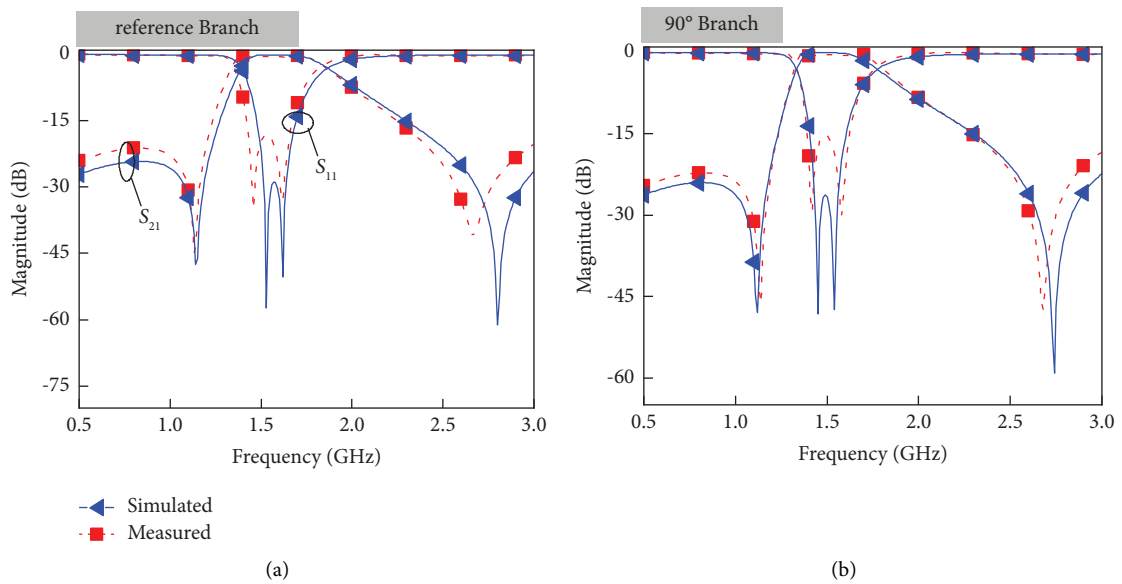 reference Branch
0
-15
-30
-45
-60
-75
Magnitude (dB)
S21
S11
0.5
1.0
1.5
2.0
2.5
3.0
Frequency (GHz)
Simulated
Measured
(a)
90° Branch
0
-15
-30
-45
-60
Magnitude (dB)
0.5
1.0
1.5
2.0
2.5
3.0
Frequency (GHz)
(b)